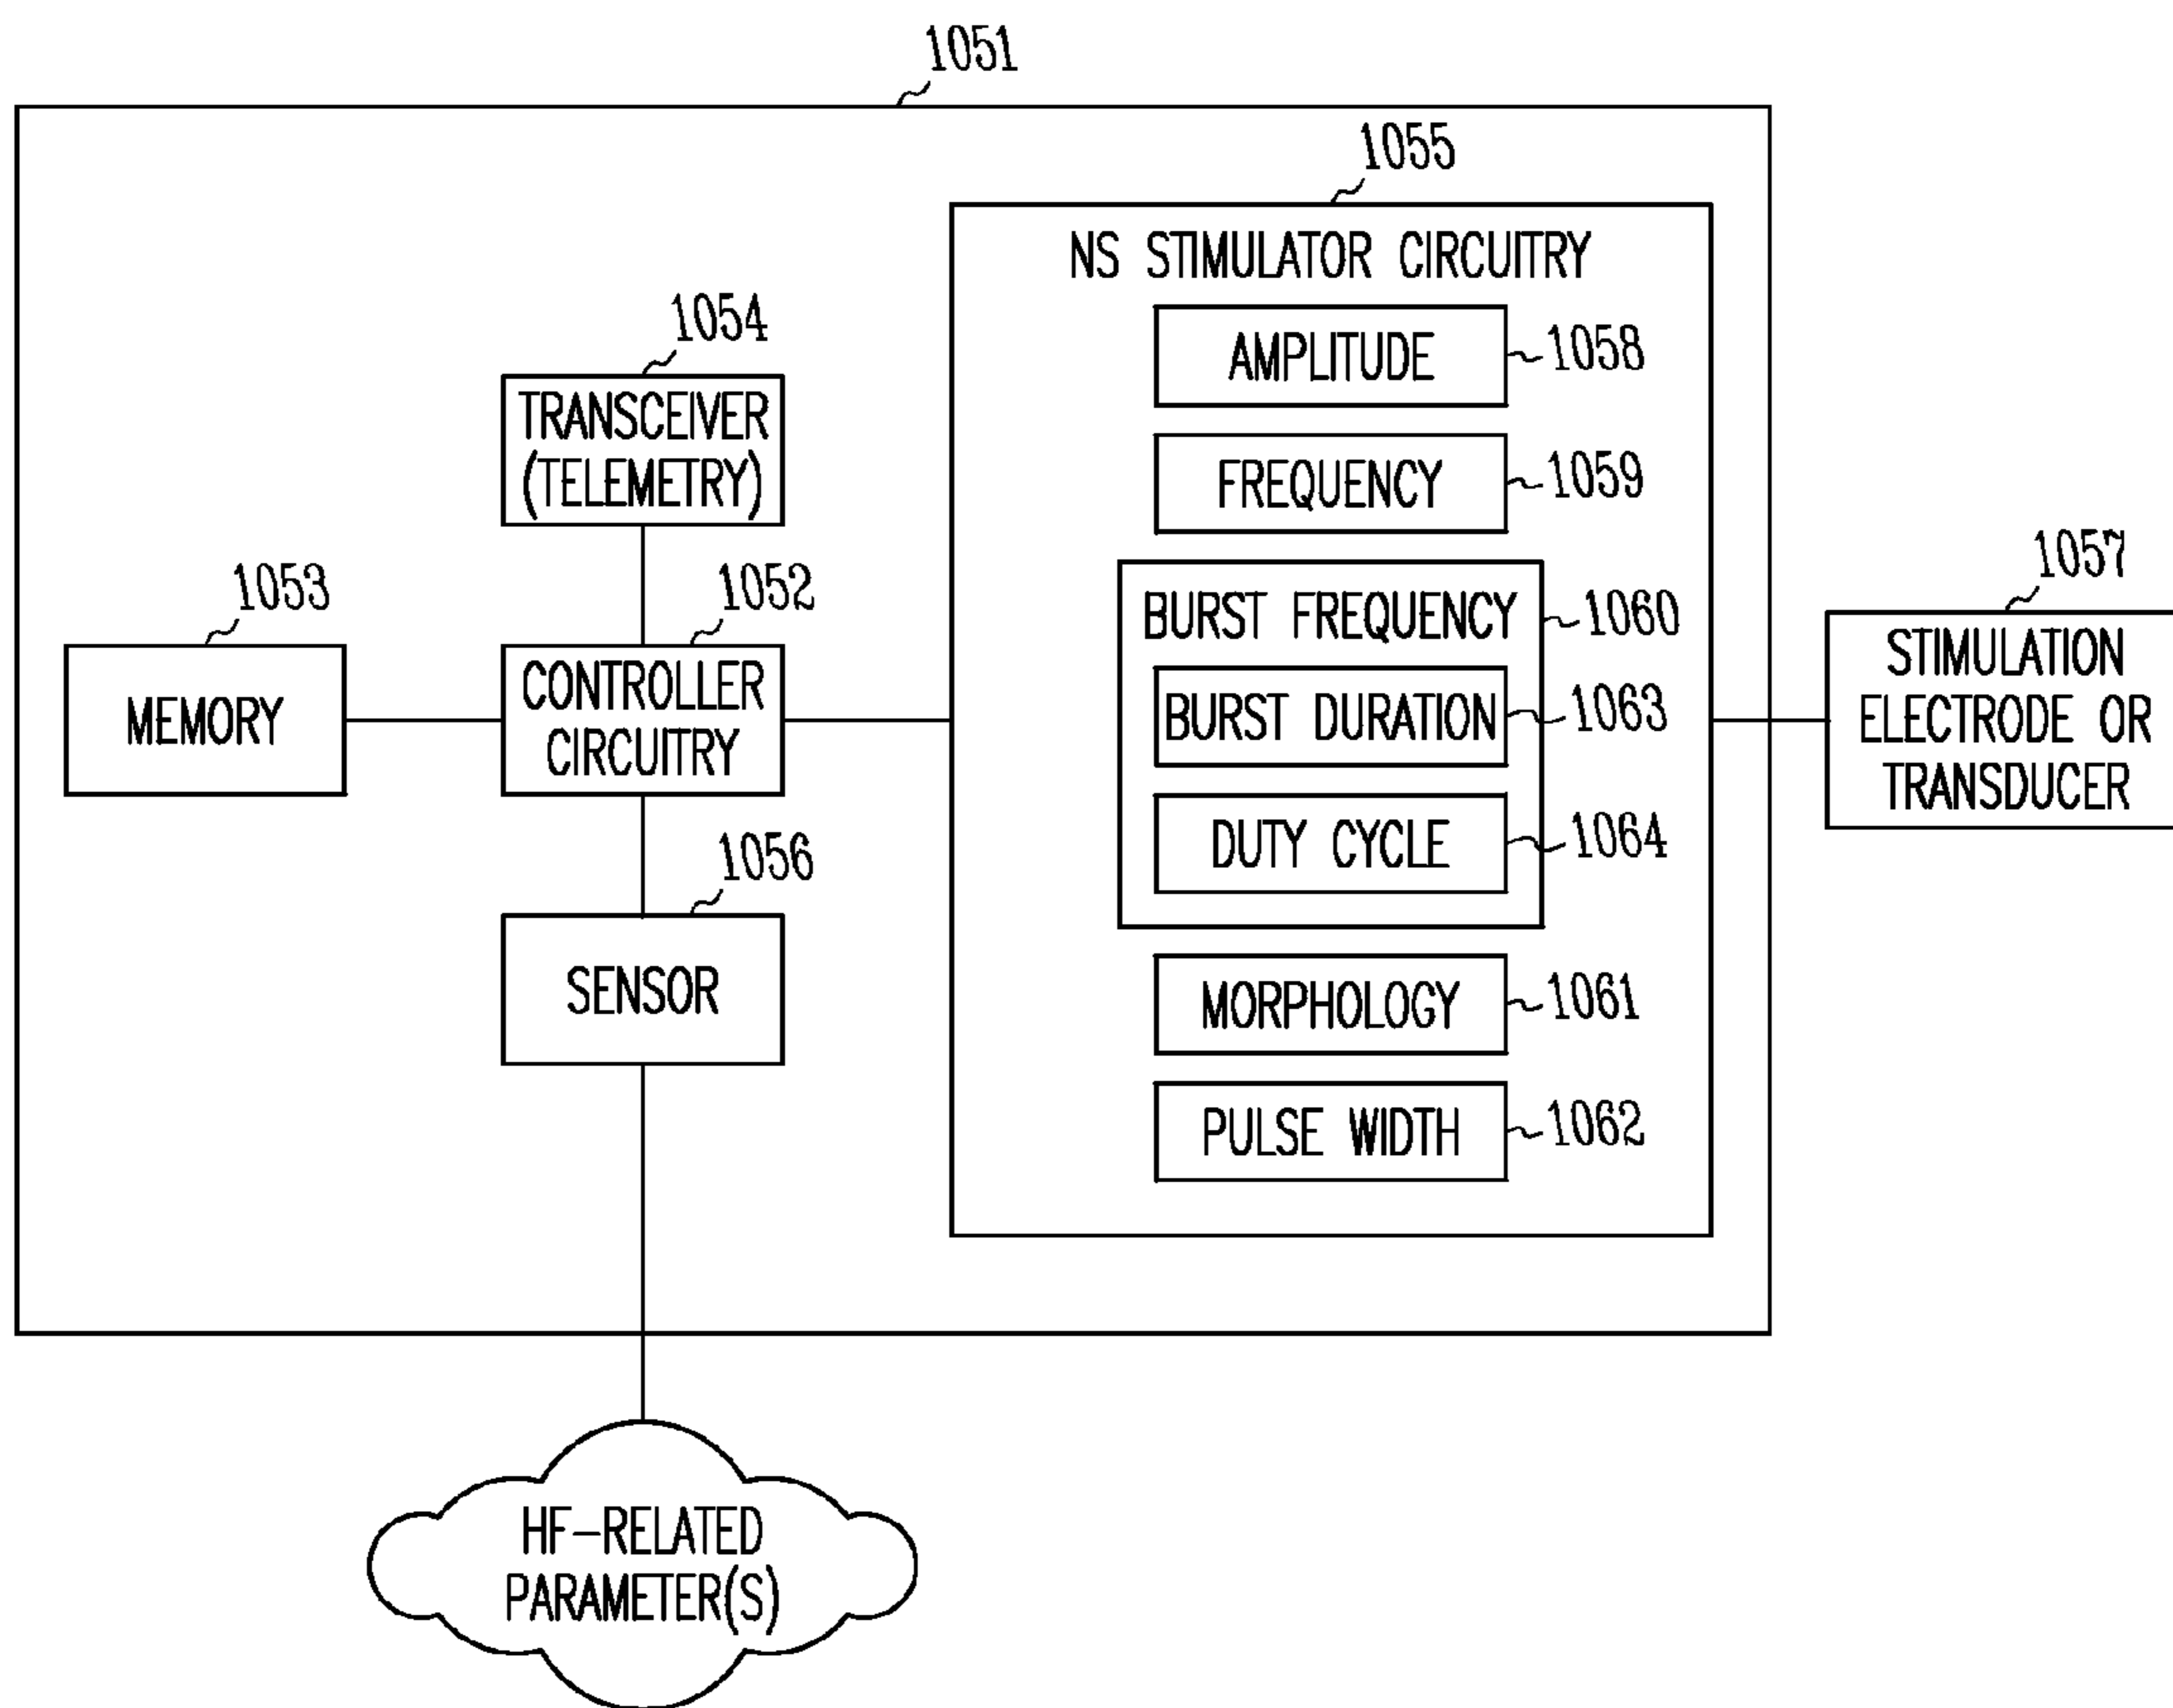 1051
1055
NS STIMULATOR CIRCUITRY
AMPLITUDE
1058
FREQUENCY
1059
BURST FREQUENCY
1060
BURST DURATION
1063
DUTY CYCLE
1064
MORPHOLOGY
1061
PULSE WIDTH
1062
1054
TRANSCEIVER
(TELEMETRY)
1053
MEMORY
1052
CONTROLLER
CIRCUITRY
1056
SENSOR
1057
STIMULATION
ELECTRODE OR
TRANSDUCER
HF-RELATED
PARAMETER(S)